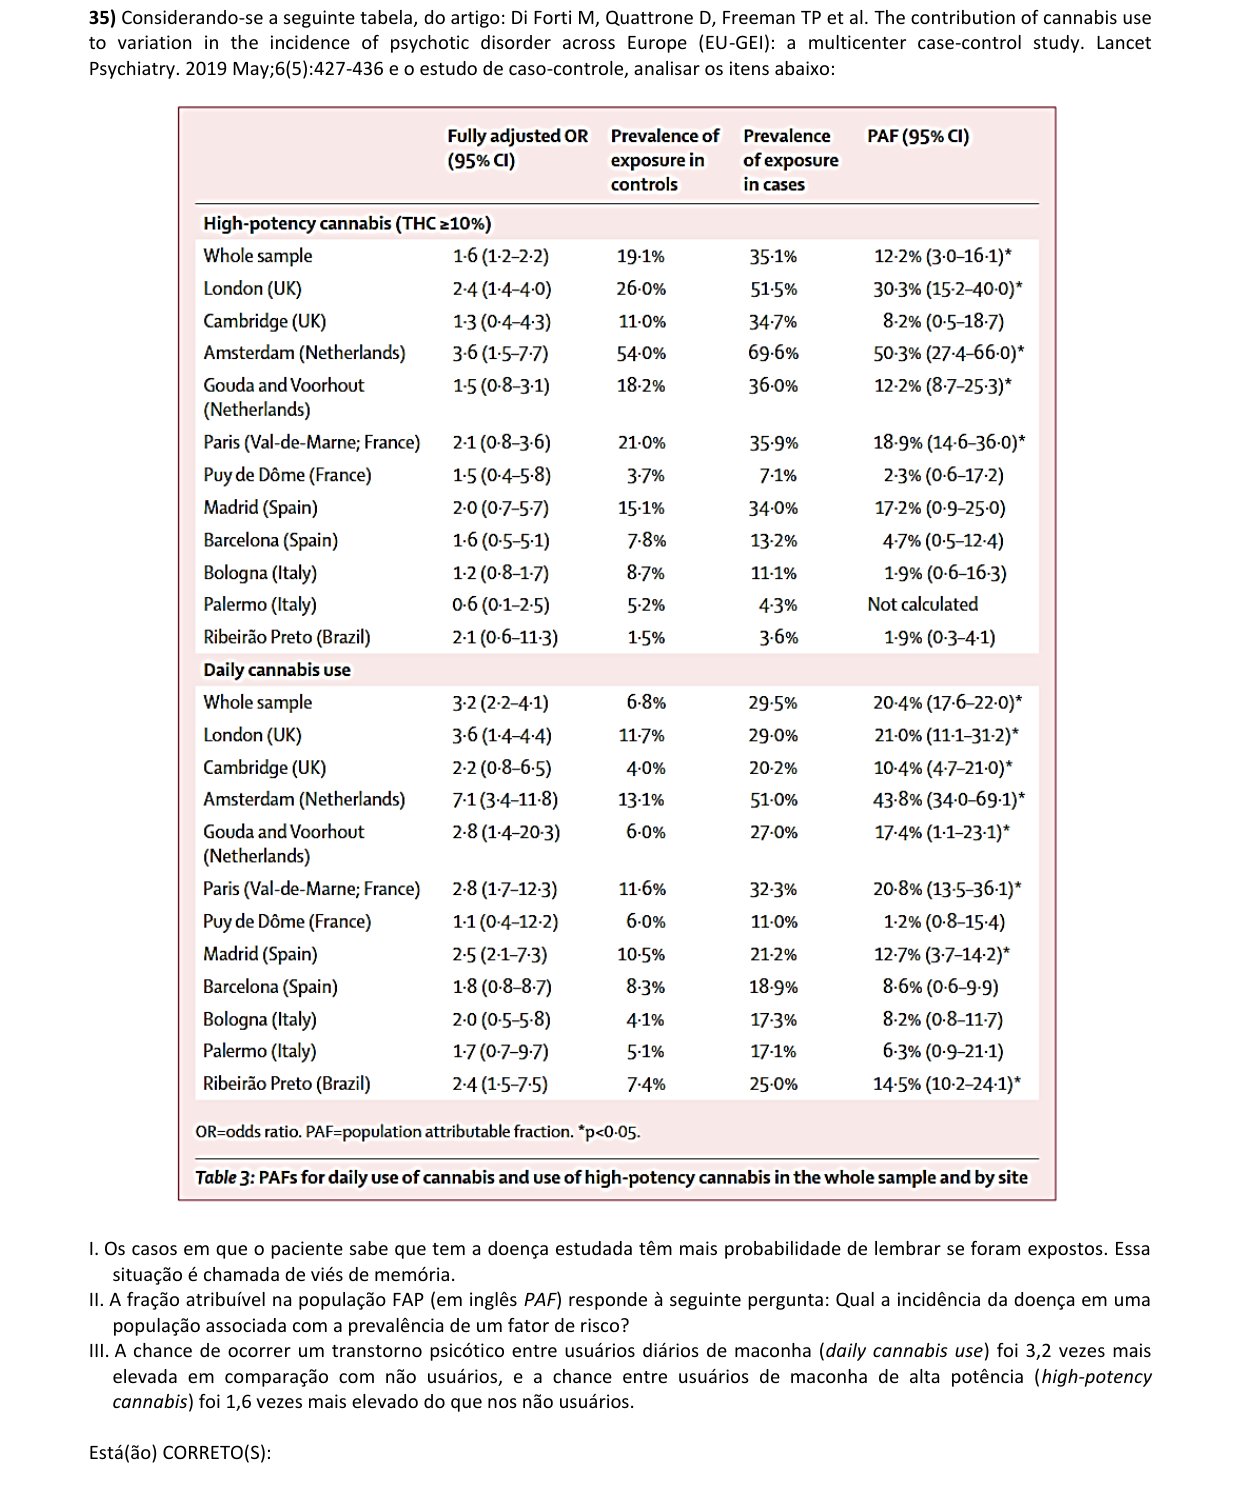 35) Considerando-se a seguinte tabela, do artigo: Di Forti M, Quattrone D, Freeman TP et al. The contribution of cannabis use
to variation in the incidence of psychotic disorder across Europe (EU-GEI): a multicenter case-control study. Lancet
Psychiatry. 2019 May;6(5):427-436 e o estudo de caso-controle, analisar os itens abaixo:
Fully adjusted OR (95% CI) Prevalence of exposure in controls Prevalence of exposure in cases PAF (95% CI)
High-potency cannabis (THC ≥10%)
Whole sample 1·6 (1·2–2·2) 19·1% 35·1% 12·2% (3·0–16·1)*
London (UK) 2·4 (1·4–4·0) 26·0% 51·5% 30·3% (15·2–40·0)*
Cambridge (UK) 1·3 (0·4–4·3) 11·0% 34·7% 8·2% (0·5–18·7)
Amsterdam (Netherlands) 3·6 (1·5–7·7) 54·0% 69·6% 50·3% (27·4–66·0)*
Gouda and Voorhout 1·5 (0·8–3·1) 18·2% 36·0% 12·2% (8·7–25·3)*
(Netherlands)
Paris (Val-de-Marne; France) 2·1 (0·8–3·6) 21·0% 35·9% 18·9% (14·6–36·0)*
Puy de Dôme (France) 1·5 (0·4–5·8) 3·7% 7·1% 2·3% (0·6–17·2)
Madrid (Spain) 2·0 (0·7–5·7) 15·1% 34·0% 17·2% (0·9–25·0)
Barcelona (Spain) 1·6 (0·5–5·1) 7·8% 13·2% 4·7% (0·5–12·4)
Bologna (Italy) 1·2 (0·8–1·7) 8·7% 11·1% 1·9% (0·6–16·3)
Palermo (Italy) 0·6 (0·1–2·5) 5·2% 4·3% Not calculated
Ribeirão Preto (Brazil) 2·1 (0·6–11·3) 1·5% 3·6% 1·9% (0·3–4·1)
Daily cannabis use
Whole sample 3·2 (2·2–4·1) 6·8% 29·5% 20·4% (17·6–22·0)*
London (UK) 3·6 (1·4–4·4) 11·7% 29·0% 21·0% (11·1–31·2)*
Cambridge (UK) 2·2 (0·8–6·5) 4·0% 20·2% 10·4% (4·7–21·0)*
Amsterdam (Netherlands) 7·1 (3·4–11·8) 13·1% 51·0% 43·8% (34·0–69·1)*
Gouda and Voorhout 2·8 (1·4–20·3) 6·0% 27·0% 17·4% (1·1–23·1)*
(Netherlands)
Paris (Val-de-Marne; France) 2·8 (1·7–12·3) 11·6% 32·3% 20·8% (13·5–36·1)*
Puy de Dôme (France) 1·1 (0·4–12·2) 6·0% 11·0% 1·2% (0·8–15·4)
Madrid (Spain) 2·5 (2·1–7·3) 10·5% 21·2% 12·7% (3·7–14·2)*
Barcelona (Spain) 1·8 (0·8–8·7) 8·3% 18·9% 8·6% (0·6–9·9)
Bologna (Italy) 2·0 (0·5–5·8) 4·1% 17·3% 8·2% (0·8–11·7)
Palermo (Italy) 1·7 (0·7–9·7) 5·1% 17·1% 6·3% (0·9–21·1)
Ribeirão Preto (Brazil) 2·4 (1·5–7·5) 7·4% 25·0% 14·5% (10·2–24·1)*
OR=odds ratio. PAF=population attributable fraction. *p<0·05.
Table 3: PAFs for daily use of cannabis and use of high-potency cannabis in the whole sample and by site
I. Os casos em que o paciente sabe que tem a doença estudada têm mais probabilidade de lembrar se foram expostos. Essa
situação é chamada de viés de memória.
II. A fração atribuível na população FAP (em inglês PAF) responde à seguinte pergunta: Qual a incidência da doença em uma
população associada com a prevalência de um fator de risco?
III. A chance de ocorrer um transtorno psicótico entre usuários diários de maconha (daily cannabis use) foi 3,2 vezes mais
elevada em comparação com não usuários, e a chance entre usuários de maconha de alta potência (high-potency
cannabis) foi 1,6 vezes mais elevado do que nos não usuários.
Está(ão) CORRETO(S):